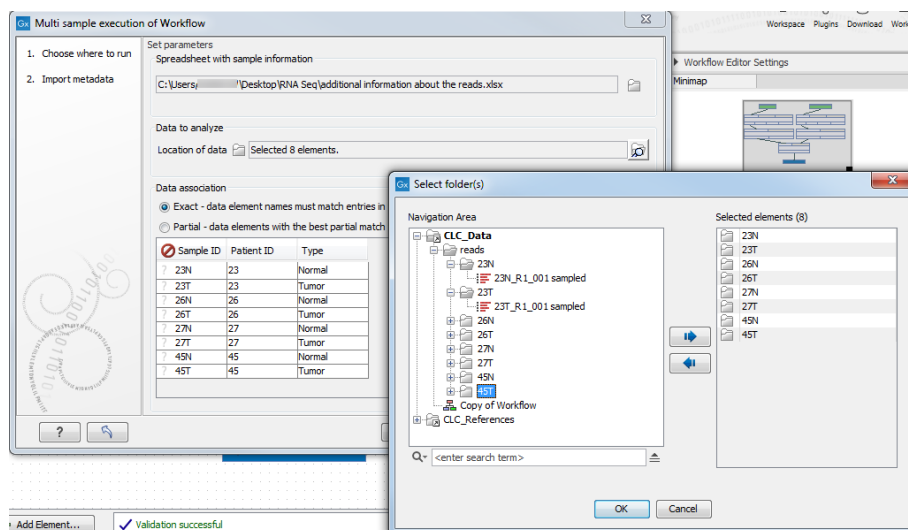 Gx Multi sample execution of Workflow
1. Choose where to run
2. Import metadata
Set parameters
Spreadsheet with sample information
C:\Users, '\Desktop\RNA Seq\additional information about the reads.xlsx
Data to analyze
Location of data Selected 8 elements.
Data association
Exact - data element names must match entries in
Partial - data elements with the best partial match
Sample ID Patient ID Type
? 23N 23 Normal
? 23T 23 Tumor
? 26N 26 Normal
? 26T 26 Tumor
? 27N 27 Normal
? 27T 27 Tumor
? 45N 45 Normal
? 45T 45 Tumor
?
Workspace Plugins Download Work
Workflow Editor Settings
Minimap
Gx Select folder(s)
Navigation Area
CLC_Data
reads
23N
23N_R1_001 sampled
23T
23T_R1_001 sampled
26N
26T
27N
27T
45N
45T
Copy of Workflow
CLC_References
<enter search term>
Selected elements (8)
23N
23T
26N
26T
27N
27T
45N
45T
OK Cancel
Add Element...
Validation successful